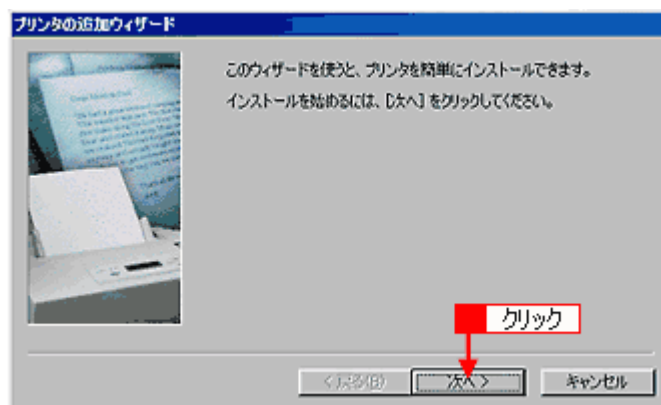 プリンタの追加ウィザード
このウィザードを使うと、プリンタを簡単にインストールできます。
インストールを始めるには、[次へ] をクリックしてください。
クリック
< 戻る(B)
次へ >
キャンセル